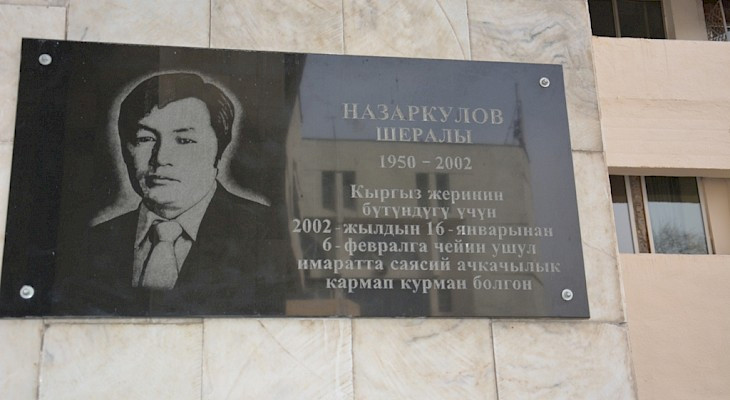 НАЗАРКУЛОВ
ШЕРАЛЫ
1950 - 2002
Кыргыз жеринин
бүтүндүгү үчүн
2002-жылдын 16-январынан
6-февралга чейин ушул
имаратта саясий ачкачылык
кармап курман болгон